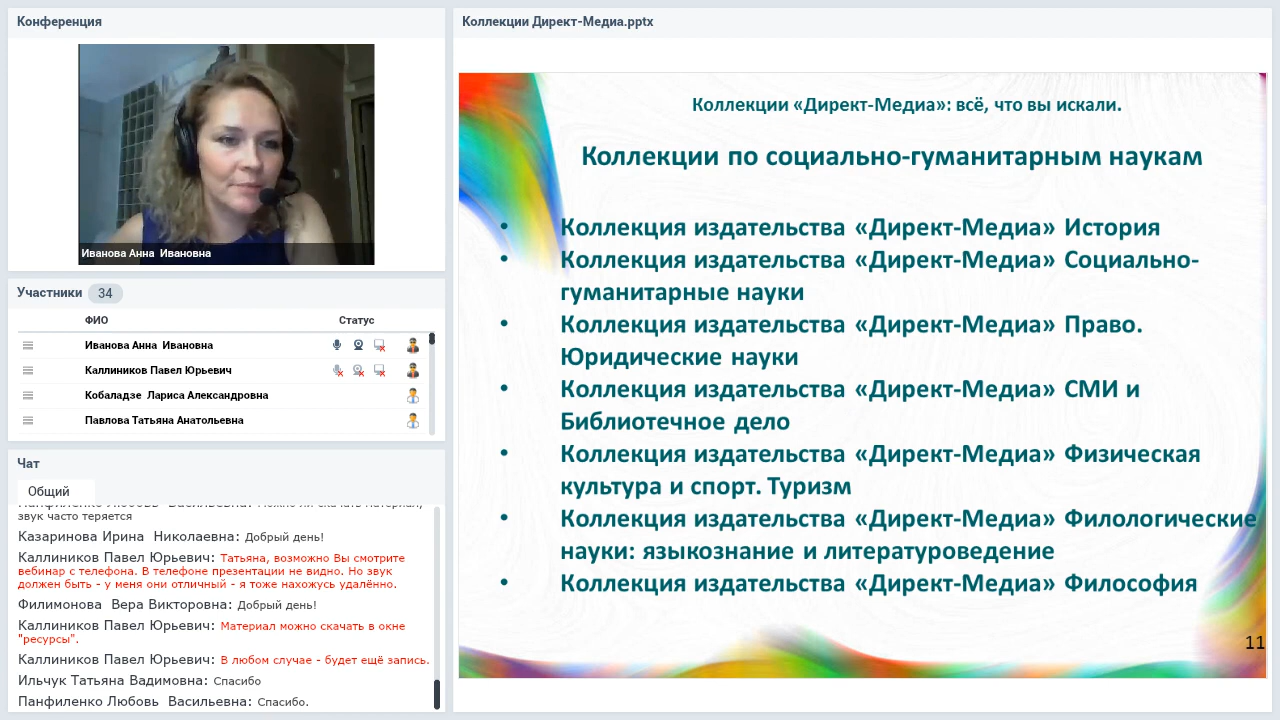 Конференция
Иванова Анна Ивановна
Участники 34
ФИО Статус
Иванова Анна Ивановна
Каллиников Павел Юрьевич
Кобаладзе Лариса Александровна
Павлова Татьяна Анатольевна
Чат
Общий
Панфиленко Любовь Васильевна: Можно ли скачать материал,
звук часто теряется
Казаринова Ирина Николаевна: Добрый день!
Каллиников Павел Юрьевич: Татьяна, возможно Вы смотрите
вебинар с телефона. В телефоне презентации не видно. Но звук
должен быть - у меня они отличный - я тоже нахожусь удалённо.
Филимонова Вера Викторовна: Добрый день!
Каллиников Павел Юрьевич: Материал можно скачать в окне
"ресурсы".
Каллиников Павел Юрьевич: В любом случае - будет ещё запись.
Ильчук Татьяна Вадимовна: Спасибо
Панфиленко Любовь Васильевна: Спасибо.
Коллекции Директ-Медиа.pptx
Коллекции «Директ-Медиа»: всё, что вы искали.
Коллекции по социально-гуманитарным наукам
• Коллекция издательства «Директ-Медиа» История
• Коллекция издательства «Директ-Медиа» Социально-
гуманитарные науки
• Коллекция издательства «Директ-Медиа» Право.
Юридические науки
• Коллекция издательства «Директ-Медиа» СМИ и
Библиотечное дело
• Коллекция издательства «Директ-Медиа» Физическая
культура и спорт. Туризм
• Коллекция издательства «Директ-Медиа» Филологические
науки: языкознание и литературоведение
• Коллекция издательства «Директ-Медиа» Философия
11